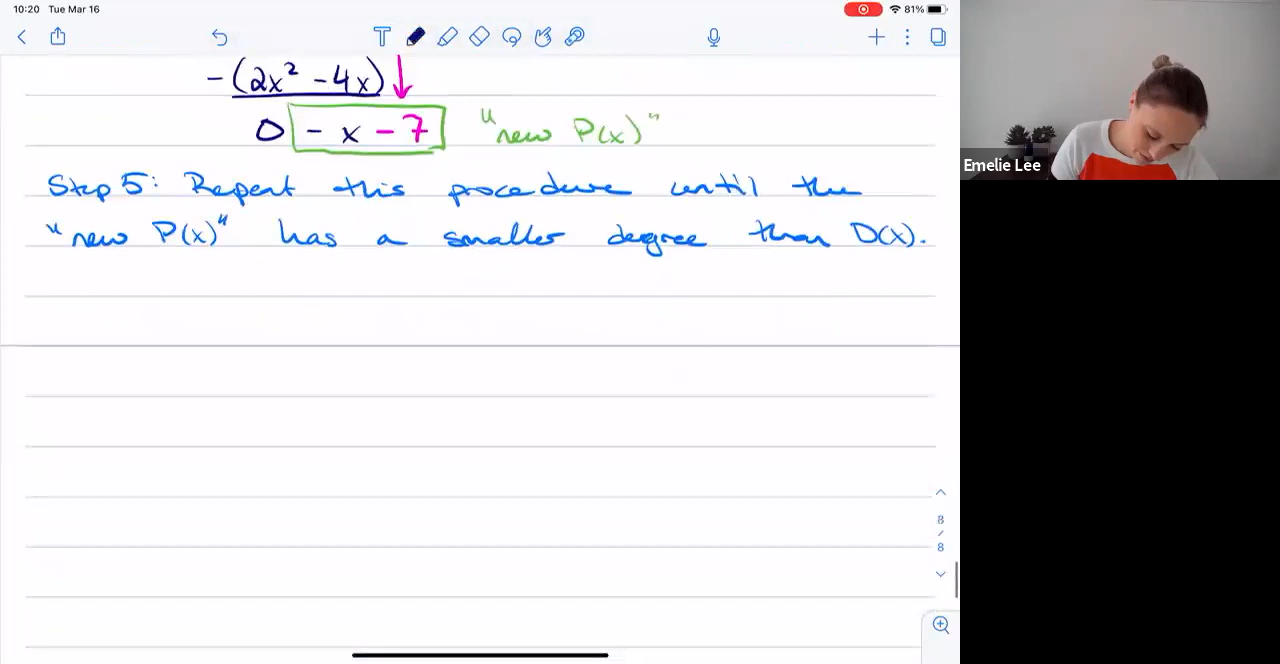 10:20 Tue Mar 16
81%
-(2x² - 4x)
0 - x - 7 "new P(x)"
Emelie Lee
Step 5: Repeat this procedure until the
"new P(x)" has a smaller degree than D(x).
8
/
8